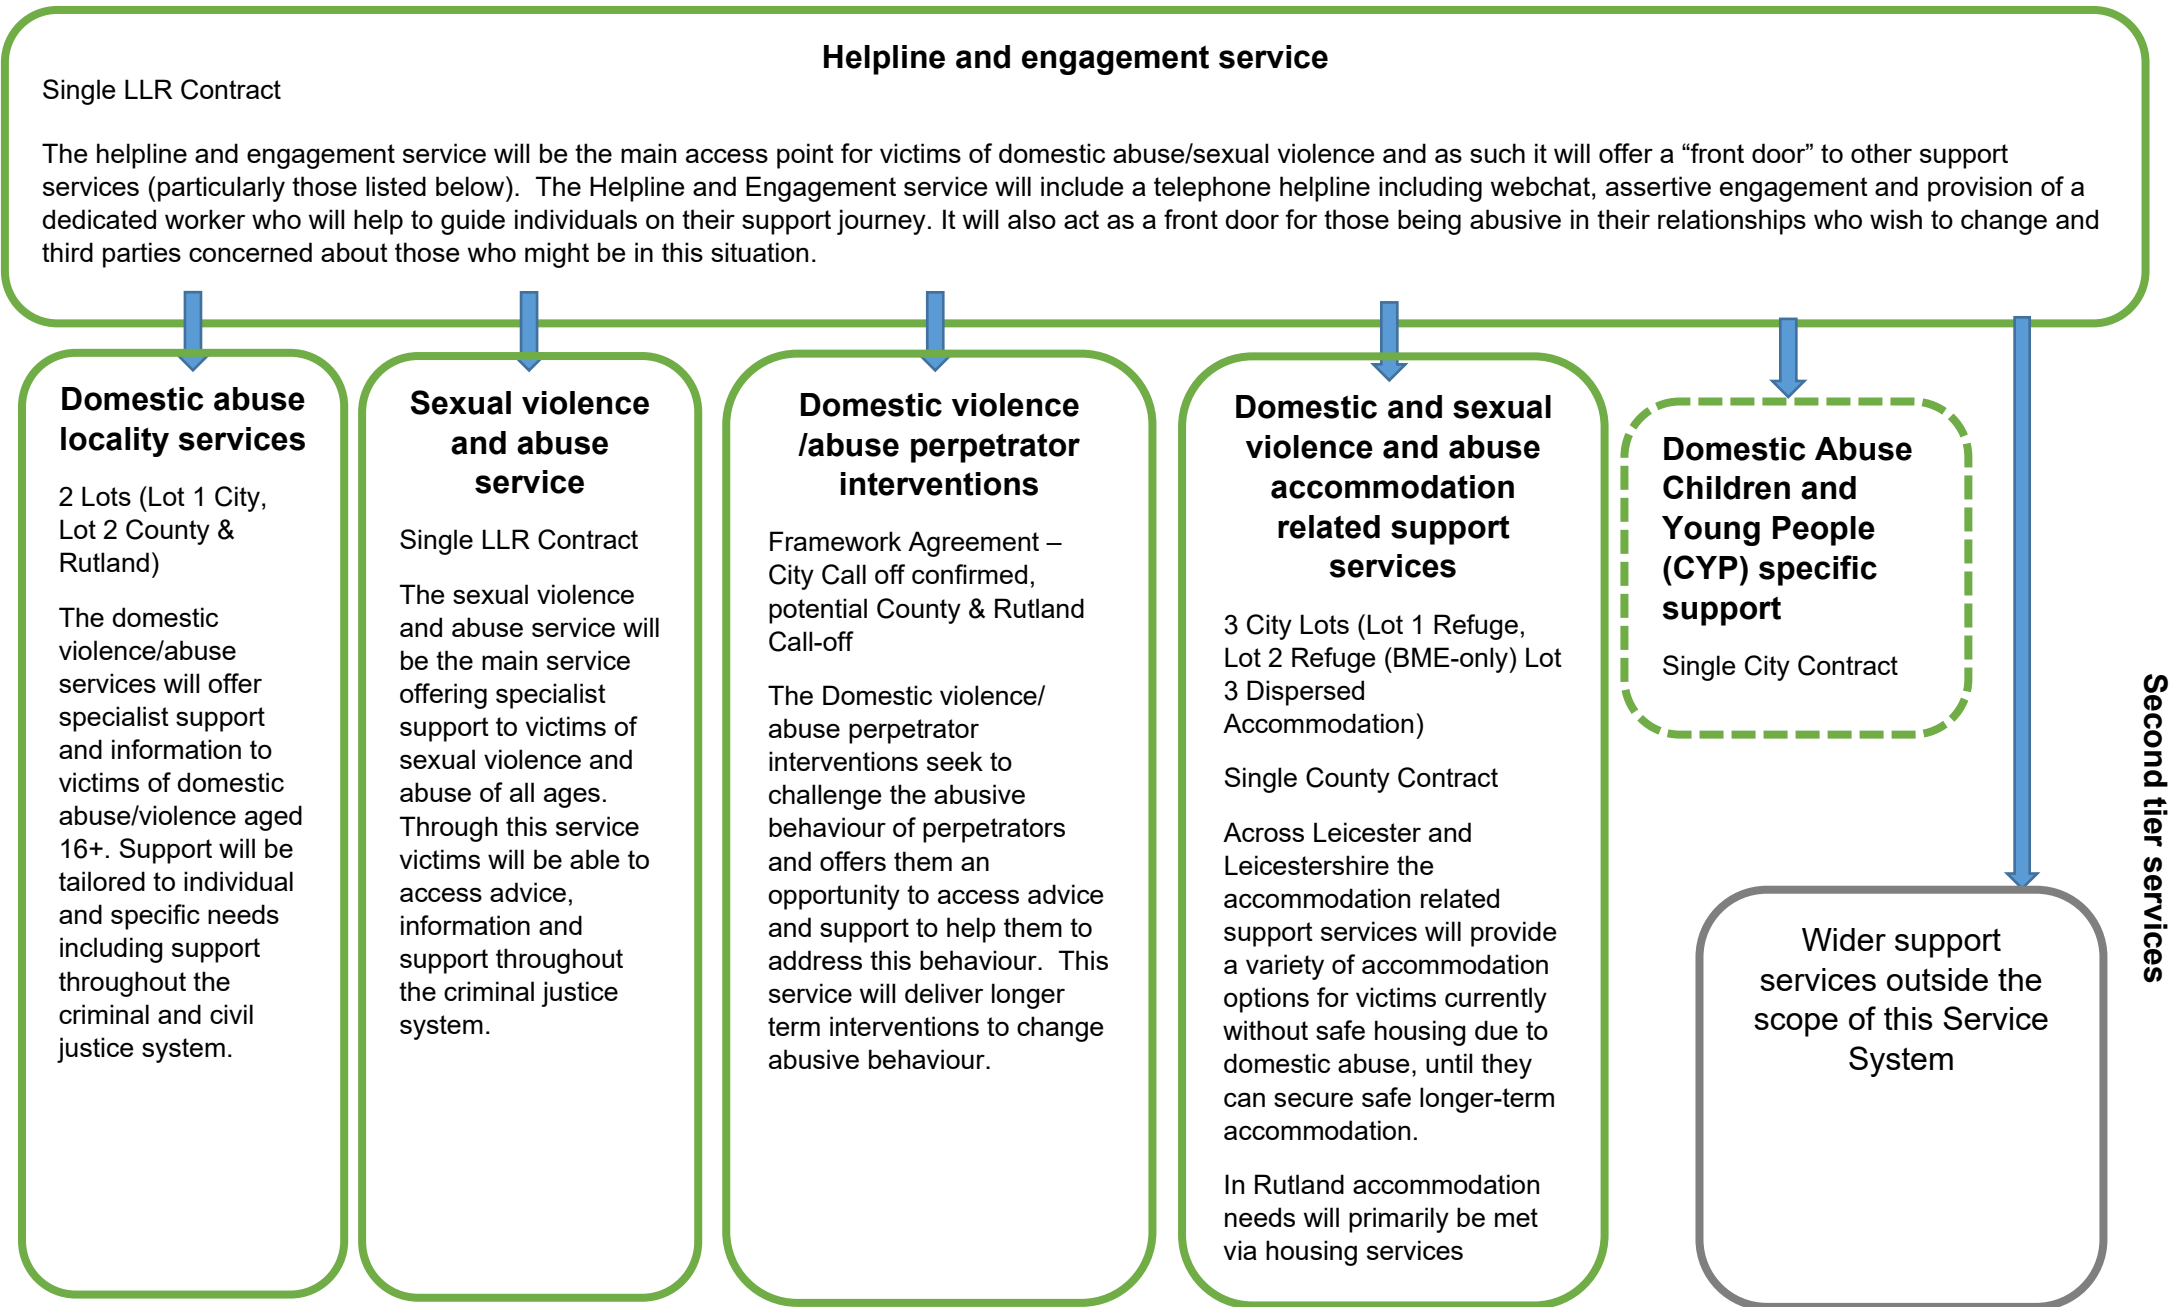 Helpline and engagement service
Single LLR Contract
The helpline and engagement service will be the main access point for victims of domestic abuse/sexual violence and as such it will offer a “front door” to other support
services (particularly those listed below).  The Helpline and Engagement service will include a telephone helpline including webchat, assertive engagement and provision of a
dedicated worker who will help to guide individuals on their support journey. It will also act as a front door for those being abusive in their relationships who wish to change and
third parties concerned about those who might be in this situation.
Domestic abuse
locality services
2 Lots (Lot 1 City,
Lot 2 County &
Rutland)
The domestic
violence/abuse
services will offer
specialist support
and information to
victims of domestic
abuse/violence aged
16+. Support will be
tailored to individual
and specific needs
including support
throughout the
criminal and civil
justice system.
Sexual violence
and abuse
service
Single LLR Contract
The sexual violence
and abuse service will
be the main service
offering specialist
support to victims of
sexual violence and
abuse of all ages.
Through this service
victims will be able to
access advice,
information and
support throughout
the criminal justice
system.
Domestic violence
/abuse perpetrator
interventions
Framework Agreement –
City Call off confirmed,
potential County & Rutland
Call-off
The Domestic violence/
abuse perpetrator
interventions seek to
challenge the abusive
behaviour of perpetrators
and offers them an
opportunity to access advice
and support to help them to
address this behaviour.  This
service will deliver longer
term interventions to change
abusive behaviour.
Domestic and sexual
violence and abuse
accommodation
related support
services
3 City Lots (Lot 1 Refuge,
Lot 2 Refuge (BME-only) Lot
3 Dispersed
Accommodation)
Single County Contract
Across Leicester and
Leicestershire the
accommodation related
support services will provide
a variety of accommodation
options for victims currently
without safe housing due to
domestic abuse, until they
can secure safe longer-term
accommodation.
In Rutland accommodation
needs will primarily be met
via housing services
Domestic Abuse
Children and
Young People
(CYP) specific
support
Single City Contract
Wider support
services outside the
scope of this Service
System
Second tier services